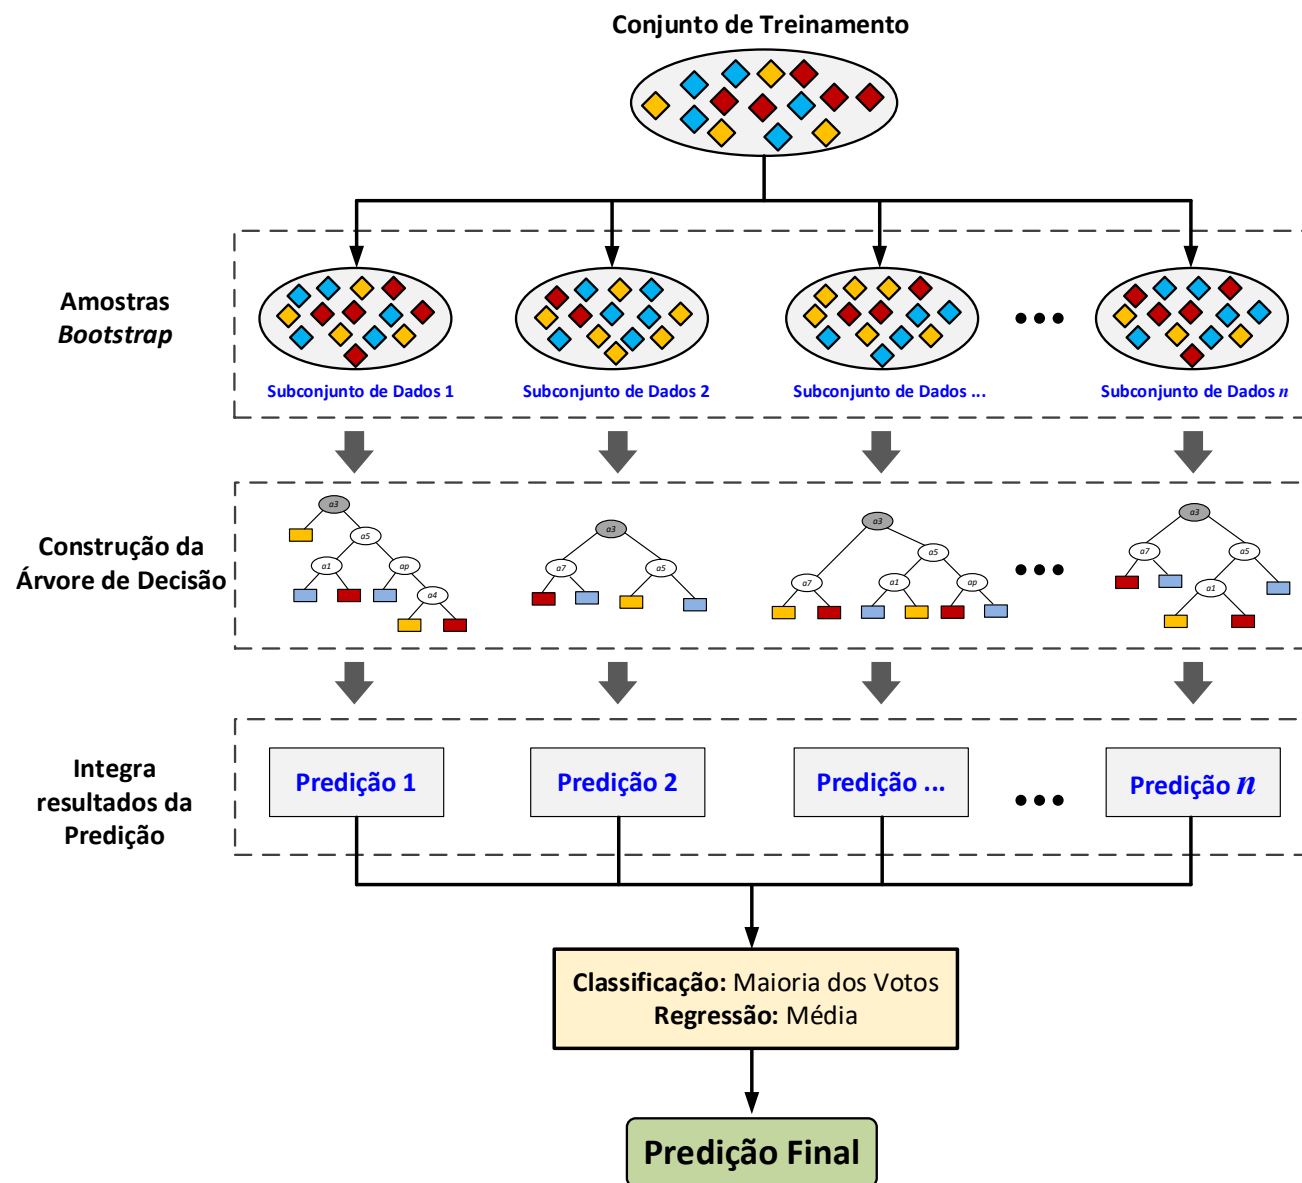 Conjunto de Treinamento
Amostras
Bootstrap
Subconjunto de Dados 1
Subconjunto de Dados 2
Subconjunto de Dados ...
Subconjunto de Dados n
Construção da
Árvore de Decisão
a3
a5
a1
ap
a4
a3
a7
a5
a3
a5
a7
a1
ap
a3
a7
a5
a1
Integra
resultados da
Predição
Predição 1
Predição 2
Predição ...
Predição n
Classificação: Maioria dos Votos
Regressão: Média
Predição Final